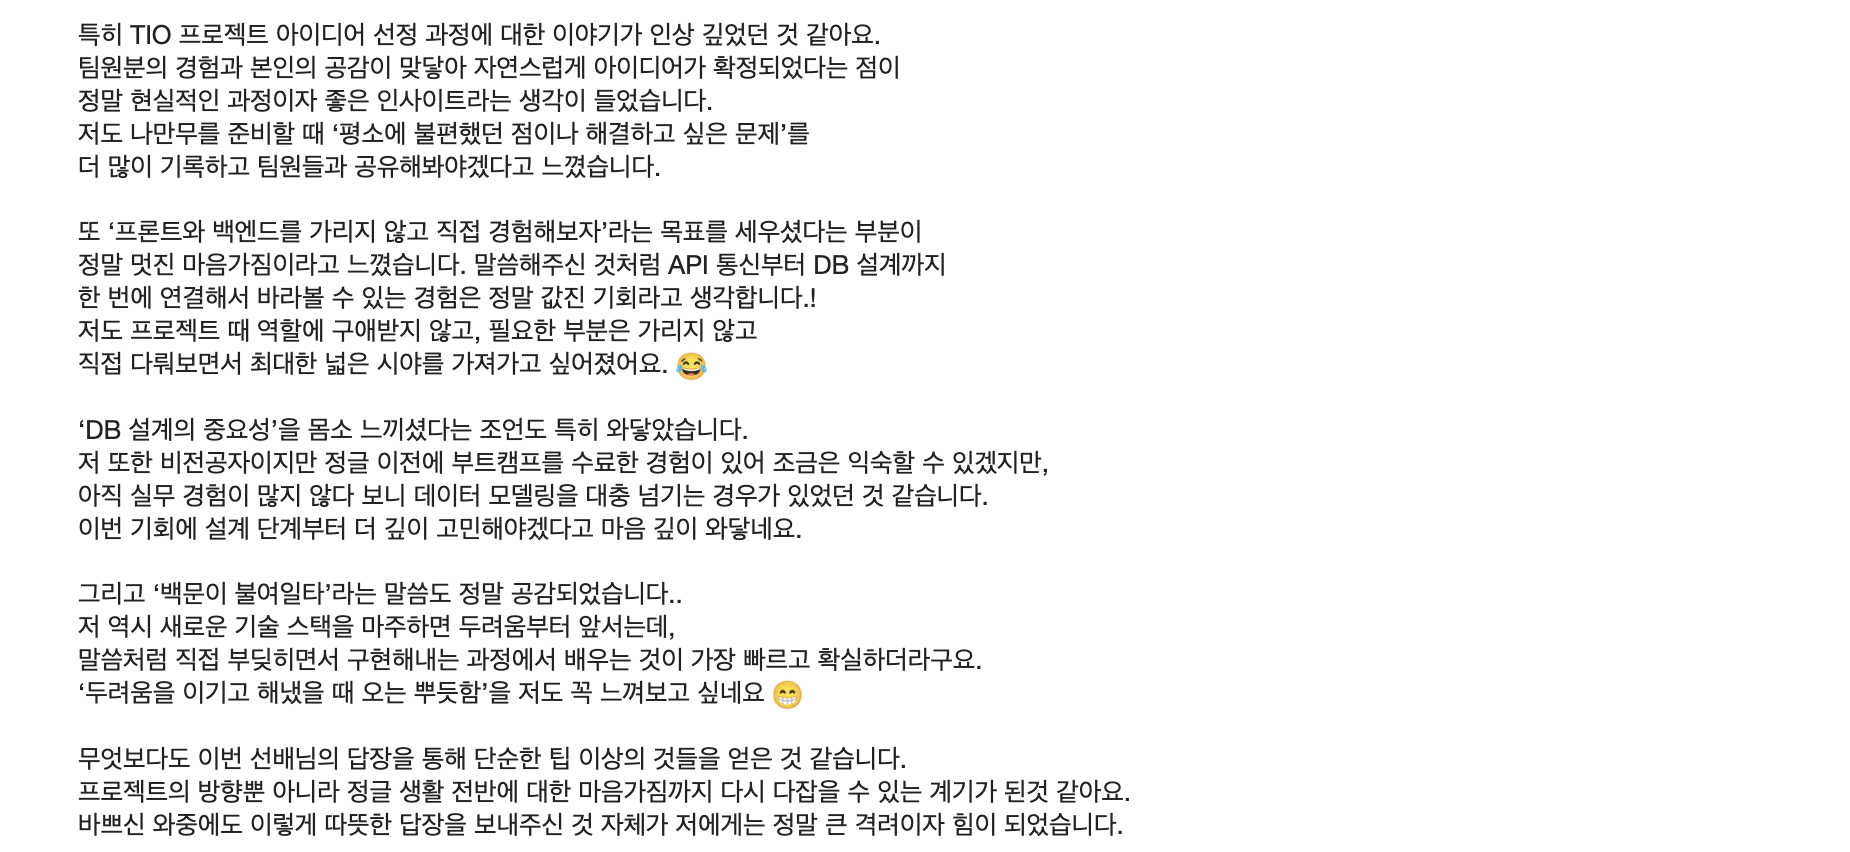 특히 TIO 프로젝트 아이디어 선정 과정에 대한 이야기가 인상 깊었던 것 같아요.
팀원분의 경험과 본인의 공감이 맞닿아 자연스럽게 아이디어가 확정되었다는 점이
정말 현실적인 과정이자 좋은 인사이트라는 생각이 들었습니다.
저도 나만무를 준비할 때 ‘평소에 불편했던 점이나 해결하고 싶은 문제’를
더 많이 기록하고 팀원들과 공유해봐야겠다고 느꼈습니다.
또 ‘프론트와 백엔드를 가리지 않고 직접 경험해보자’라는 목표를 세우셨다는 부분이
정말 멋진 마음가짐이라고 느꼈습니다. 말씀해주신 것처럼 API 통신부터 DB 설계까지
한 번에 연결해서 바라볼 수 있는 경험은 정말 값진 기회라고 생각합니다.!
저도 프로젝트 때 역할에 구애받지 않고, 필요한 부분은 가리지 않고
직접 다뤄보면서 최대한 넓은 시야를 가져가고 싶어졌어요. 😂
‘DB 설계의 중요성’을 몸소 느끼셨다는 조언도 특히 와닿았습니다.
저 또한 비전공자이지만 정글 이전에 부트캠프를 수료한 경험이 있어 조금은 익숙할 수 있겠지만,
아직 실무 경험이 많지 않다 보니 데이터 모델링을 대충 넘기는 경우가 있었던 것 같습니다.
이번 기회에 설계 단계부터 더 깊이 고민해야겠다고 마음 깊이 와닿네요.
그리고 ‘백문이 불여일타’라는 말씀도 정말 공감되었습니다..
저 역시 새로운 기술 스택을 마주하면 두려움부터 앞서는데,
말씀처럼 직접 부딪히면서 구현해내는 과정에서 배우는 것이 가장 빠르고 확실하더라구요.
‘두려움을 이기고 해냈을 때 오는 뿌듯함’을 저도 꼭 느껴보고 싶네요 😁
무엇보다도 이번 선배님의 답장을 통해 단순한 팁 이상의 것들을 얻은 것 같습니다.
프로젝트의 방향뿐 아니라 정글 생활 전반에 대한 마음가짐까지 다시 다잡을 수 있는 계기가 된것 같아요.
바쁘신 와중에도 이렇게 따뜻한 답장을 보내주신 것 자체가 저에게는 정말 큰 격려이자 힘이 되었습니다.